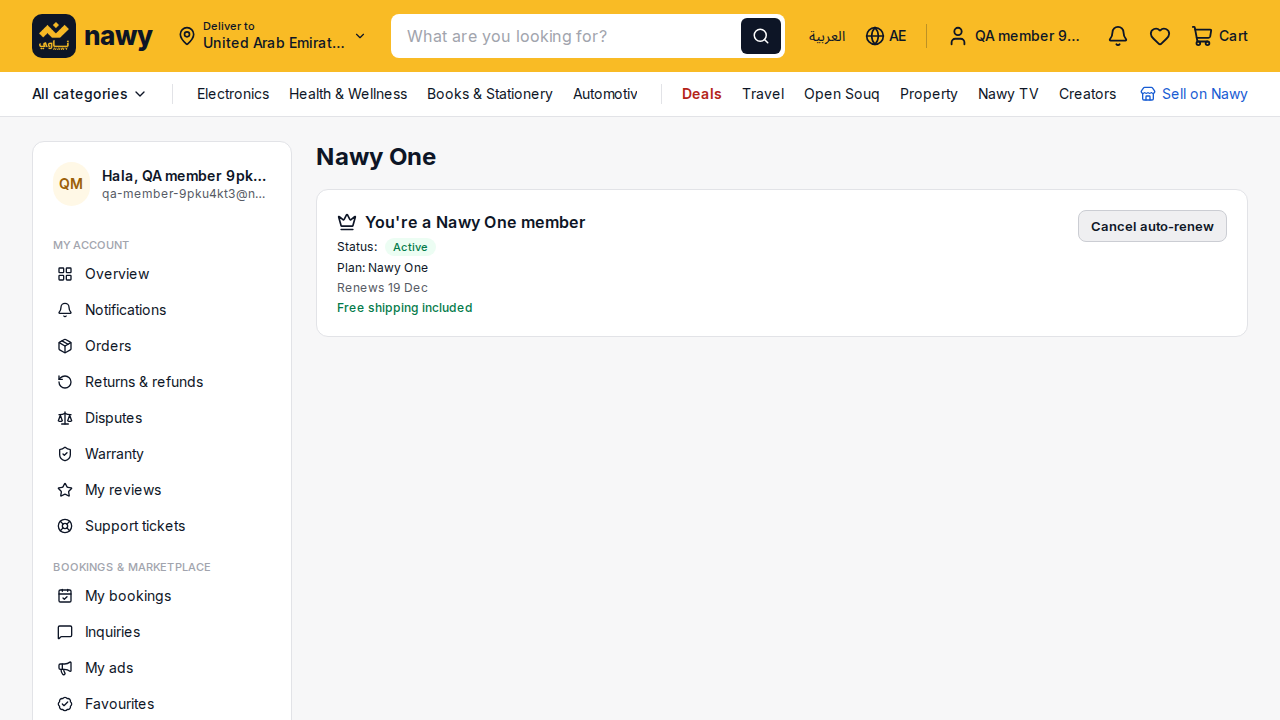 ناوي
NAWY
nawy
Deliver to
United Arab Emirat...
What are you looking for?
العربية
AE
QA member 9...
Cart
All categories
Electronics
Health & Wellness
Books & Stationery
Automotiv
Deals
Travel
Open Souq
Property
Nawy TV
Creators
Sell on Nawy
QM
Hala, QA member 9pk...
qa-member-9pku4kt3@n...
MY ACCOUNT
Overview
Notifications
Orders
Returns & refunds
Disputes
Warranty
My reviews
Support tickets
BOOKINGS & MARKETPLACE
My bookings
Inquiries
My ads
Favourites
Nawy One
You're a Nawy One member
Status: Active
Plan: Nawy One
Renews 19 Dec
Free shipping included
Cancel auto-renew